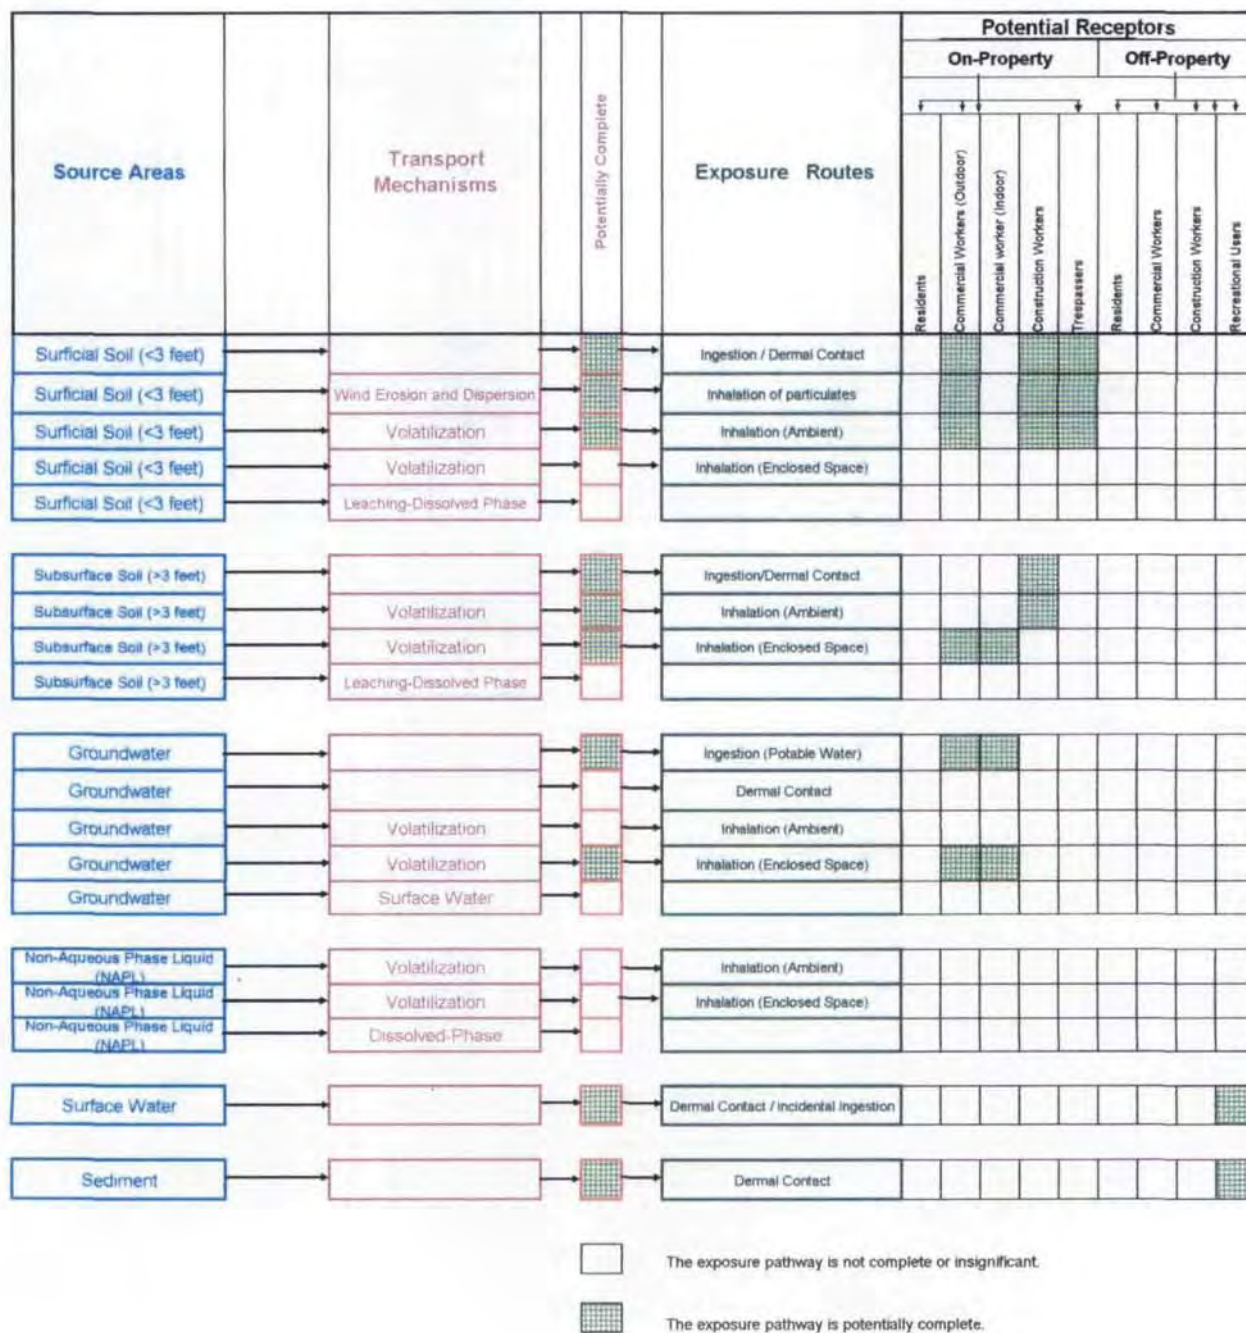 Potential Receptors
On-Property Off-Property
Source Areas
Transport
Mechanisms
Potentially Complete
Exposure Routes
Residents
Commercial Workers (Outdoor)
Commercial worker (Indoor)
Construction Workers
Trespassers
Residents
Commercial Workers
Construction Workers
Recreational Users
Surficial Soil (<3 feet) Ingestion / Dermal Contact
Surficial Soil (<3 feet) Wind Erosion and Dispersion Inhalation of particulates
Surficial Soil (<3 feet) Volatilization Inhalation (Ambient)
Surficial Soil (<3 feet) Volatilization Inhalation (Enclosed Space)
Surficial Soil (<3 feet) Leaching-Dissolved Phase
Subsurface Soil (>3 feet) Ingestion/Dermal Contact
Subsurface Soil (>3 feet) Volatilization Inhalation (Ambient)
Subsurface Soil (>3 feet) Volatilization Inhalation (Enclosed Space)
Subsurface Soil (>3 feet) Leaching-Dissolved Phase
Groundwater Ingestion (Potable Water)
Groundwater Dermal Contact
Groundwater Volatilization Inhalation (Ambient)
Groundwater Volatilization Inhalation (Enclosed Space)
Groundwater Surface Water
Non-Aqueous Phase Liquid
(NAPL) Volatilization Inhalation (Ambient)
Non-Aqueous Phase Liquid
(NAPL) Volatilization Inhalation (Enclosed Space)
Non-Aqueous Phase Liquid
(NAPL) Dissolved-Phase
Surface Water Dermal Contact / Incidental Ingestion
Sediment Dermal Contact
The exposure pathway is not complete or insignificant.
The exposure pathway is potentially complete.